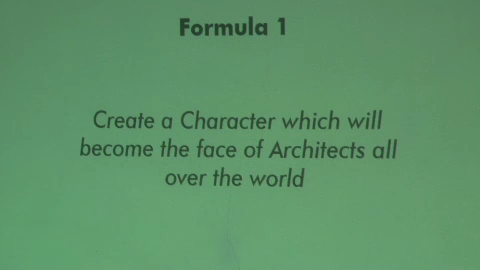 Formula 1
Create a Character which will
become the face of Architects all
over the world